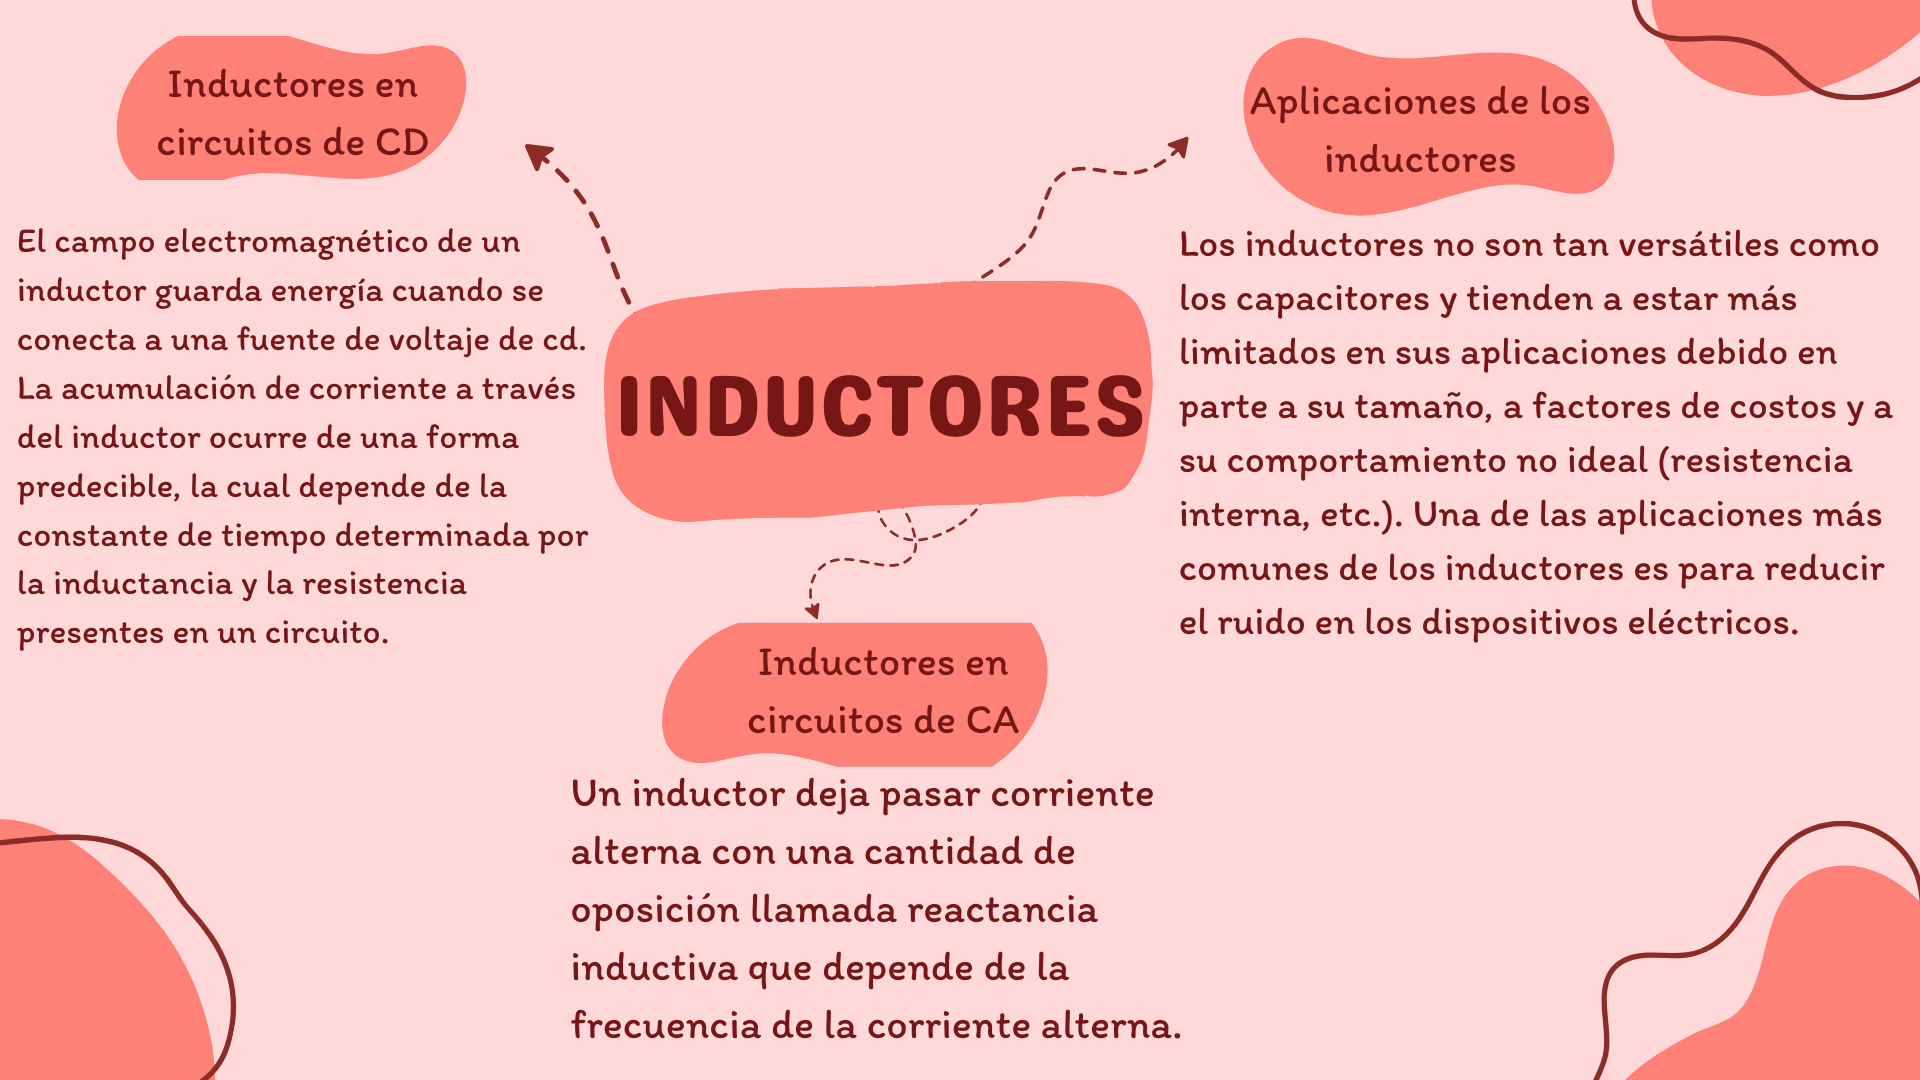 Inductores en
circuitos de CD
El campo electromagnético de un
inductor guarda energía cuando se
conecta a una fuente de voltaje de cd.
La acumulación de corriente a través
del inductor ocurre de una forma
predecible, la cual depende de la
constante de tiempo determinada por
la inductancia y la resistencia
presentes en un circuito.
INDUCTORES
Aplicaciones de los
inductores
Los inductores no son tan versátiles como
los capacitores y tienden a estar más
limitados en sus aplicaciones debido en
parte a su tamaño, a factores de costos y a
su comportamiento no ideal (resistencia
interna, etc.). Una de las aplicaciones más
comunes de los inductores es para reducir
el ruido en los dispositivos eléctricos.
Inductores en
circuitos de CA
Un inductor deja pasar corriente
alterna con una cantidad de
oposición llamada reactancia
inductiva que depende de la
frecuencia de la corriente alterna.